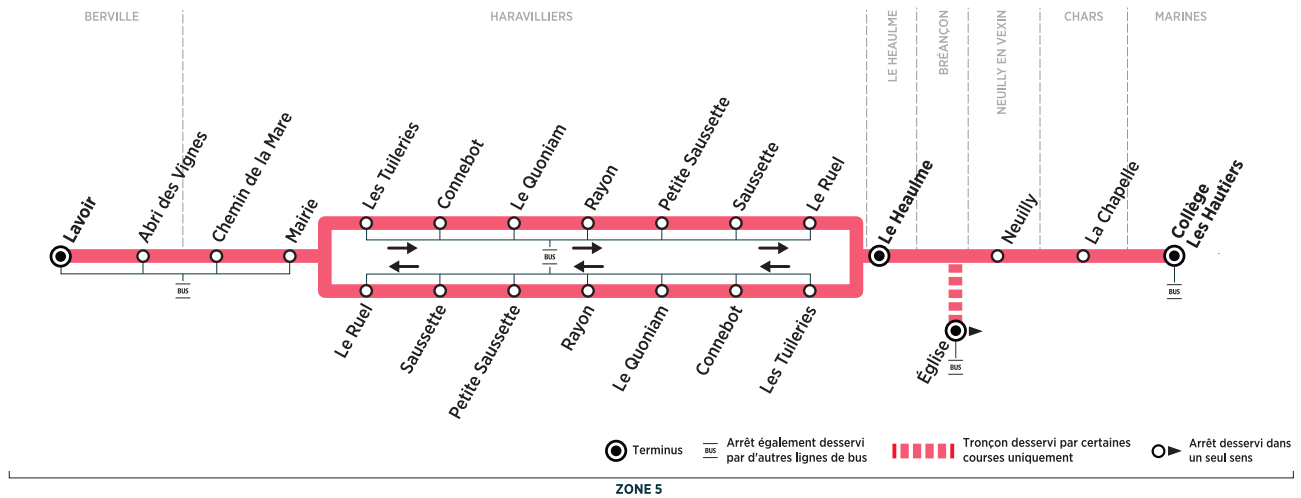 BERVILLE
HARAVILLIERS
LE HEAULME
BRÉANÇON
NEUILLY EN VEXIN
CHARS
MARINES
Lavoir
Abri des Vignes
Chemin de la Mare
Mairie
Les Tuileries
Connebot
Le Quoniam
Rayon
Petite Saussette
Saussette
Le Ruel
Le Heaulme
Neuilly
La Chapelle
Collège
Les Hautiers
BUS
BUS
BUS
Le Ruel
Saussette
Petite Saussette
Rayon
Le Quoniam
Connebot
Les Tuileries
Église
BUS
Terminus
BUS
Arrêt également desservi
par d'autres lignes de bus
Tronçon desservi par certaines
courses uniquement
Arrêt desservi dans
un seul sens
ZONE 5